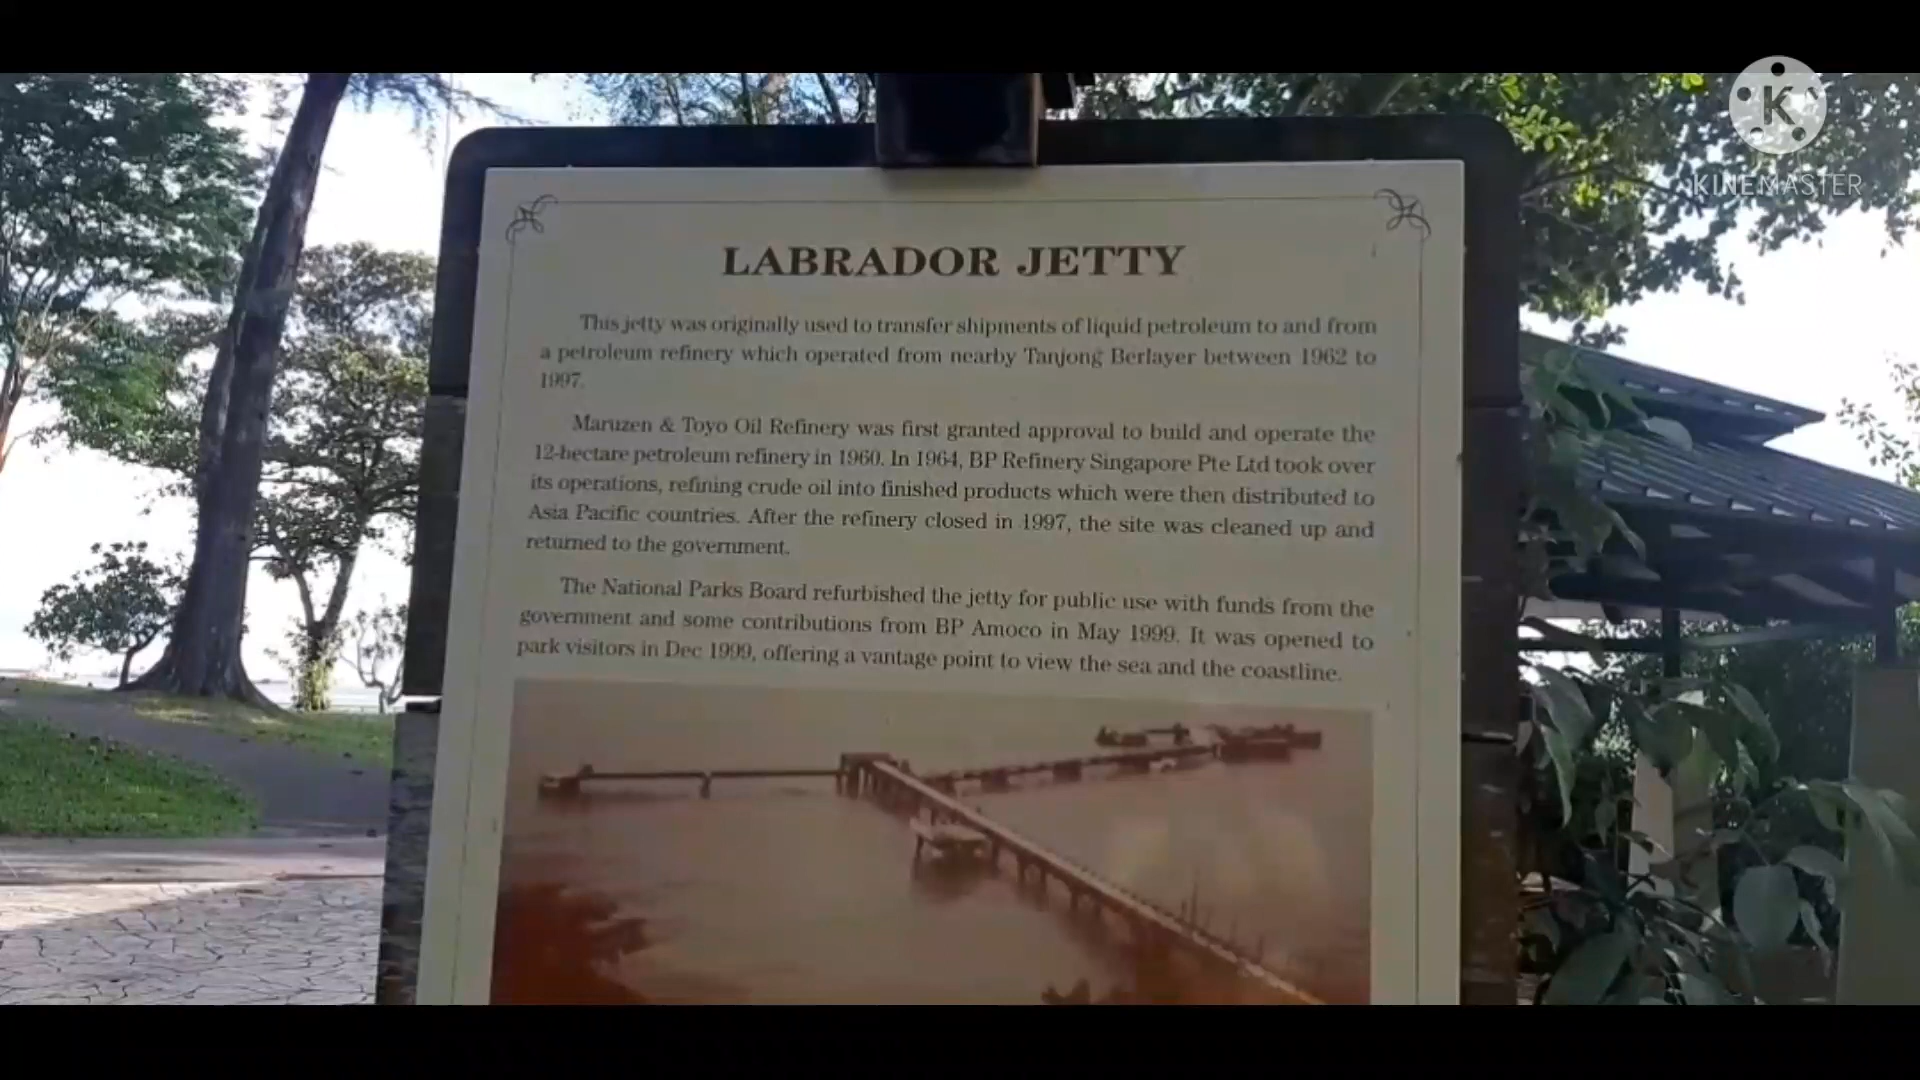 K
KINEMASTER
LABRADOR JETTY
This jetty was originally used to transfer shipments of liquid petroleum to and from
a petroleum refinery which operated from nearby Tanjong Berlayer between 1962 to
1997.
Maruzen & Toyo Oil Refinery was first granted approval to build and operate the
12-hectare petroleum refinery in 1960. In 1964, BP Refinery Singapore Pte Ltd took over
its operations, refining crude oil into finished products which were then distributed to
Asia Pacific countries. After the refinery closed in 1997, the site was cleaned up and
returned to the government.
The National Parks Board refurbished the jetty for public use with funds from the
government and some contributions from BP Amoco in May 1999. It was opened to
park visitors in Dec 1999, offering a vantage point to view the sea and the coastline.